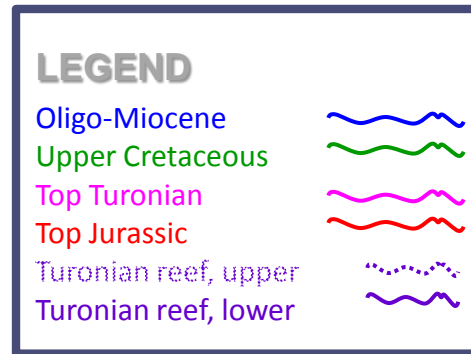 LEGEND
Oligo-Miocene
Upper Cretaceous
Top Turonian
Top Jurassic
Turonian reef, upper
Turonian reef, lower